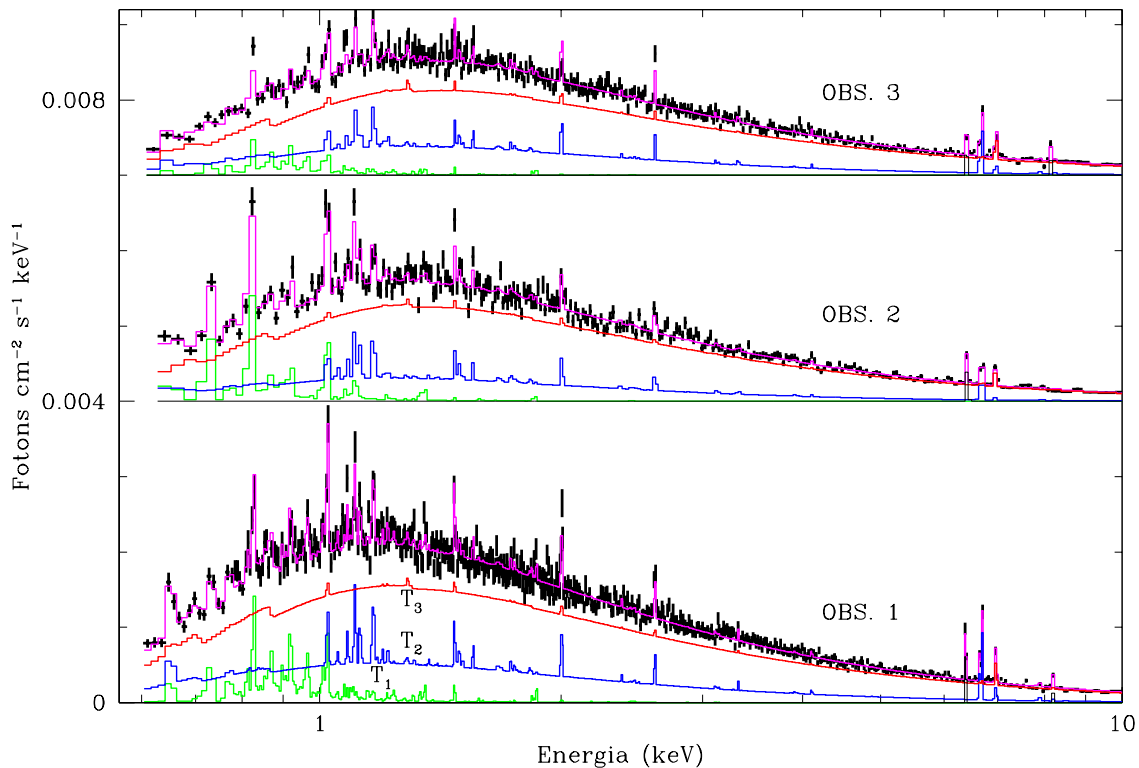 Fotons cm⁻² s⁻¹ keV⁻¹
0.008
0.004
0
OBS. 3
OBS. 2
OBS. 1
T₃
T₂
T₁
1
10
Energia (keV)